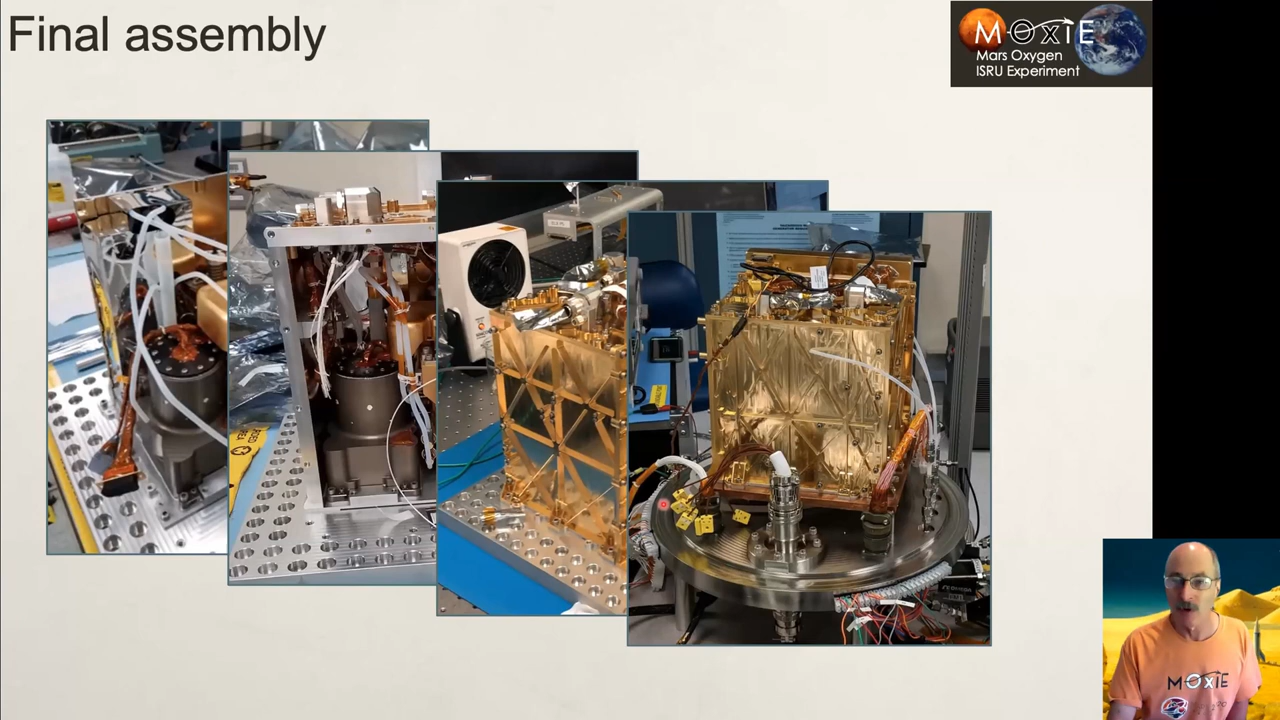 Final assembly
MOXIE
Mars Oxygen
ISRU Experiment
MOXIE